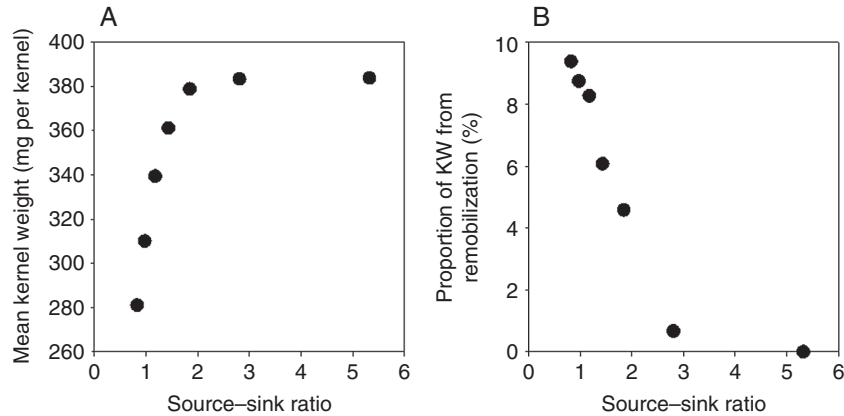 A
Mean kernel weight (mg per kernel)
400
380
360
340
320
300
280
260
0 1 2 3 4 5 6
Source–sink ratio
B
Proportion of KW from
remobilization (%)
10
8
6
4
2
0
0 1 2 3 4 5 6
Source–sink ratio